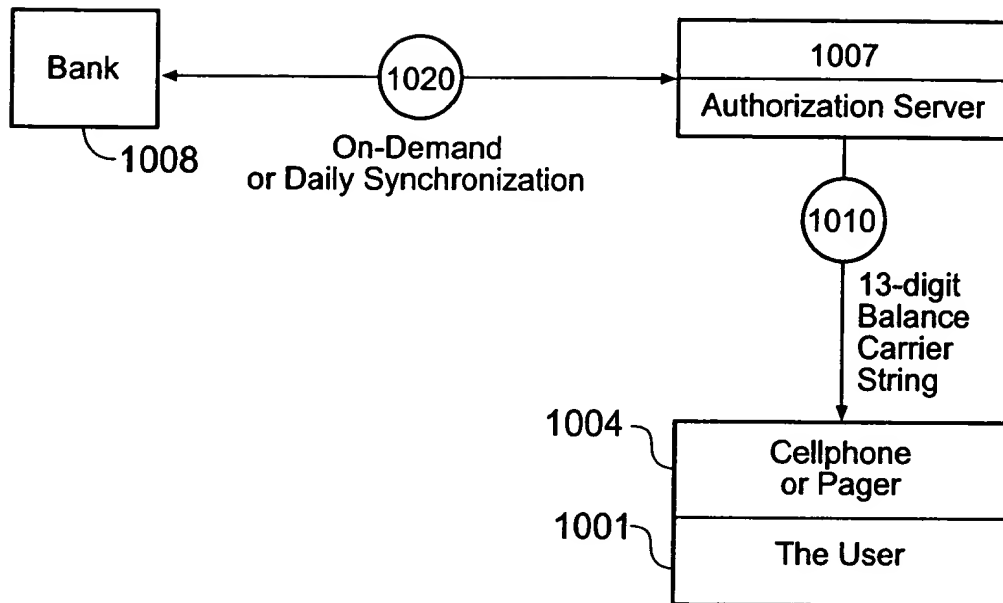 Bank
1020
1007
Authorization Server
1008
On-Demand
or Daily Synchronization
1010
13-digit
Balance
Carrier
String
1004
Cellphone
or Pager
1001
The User